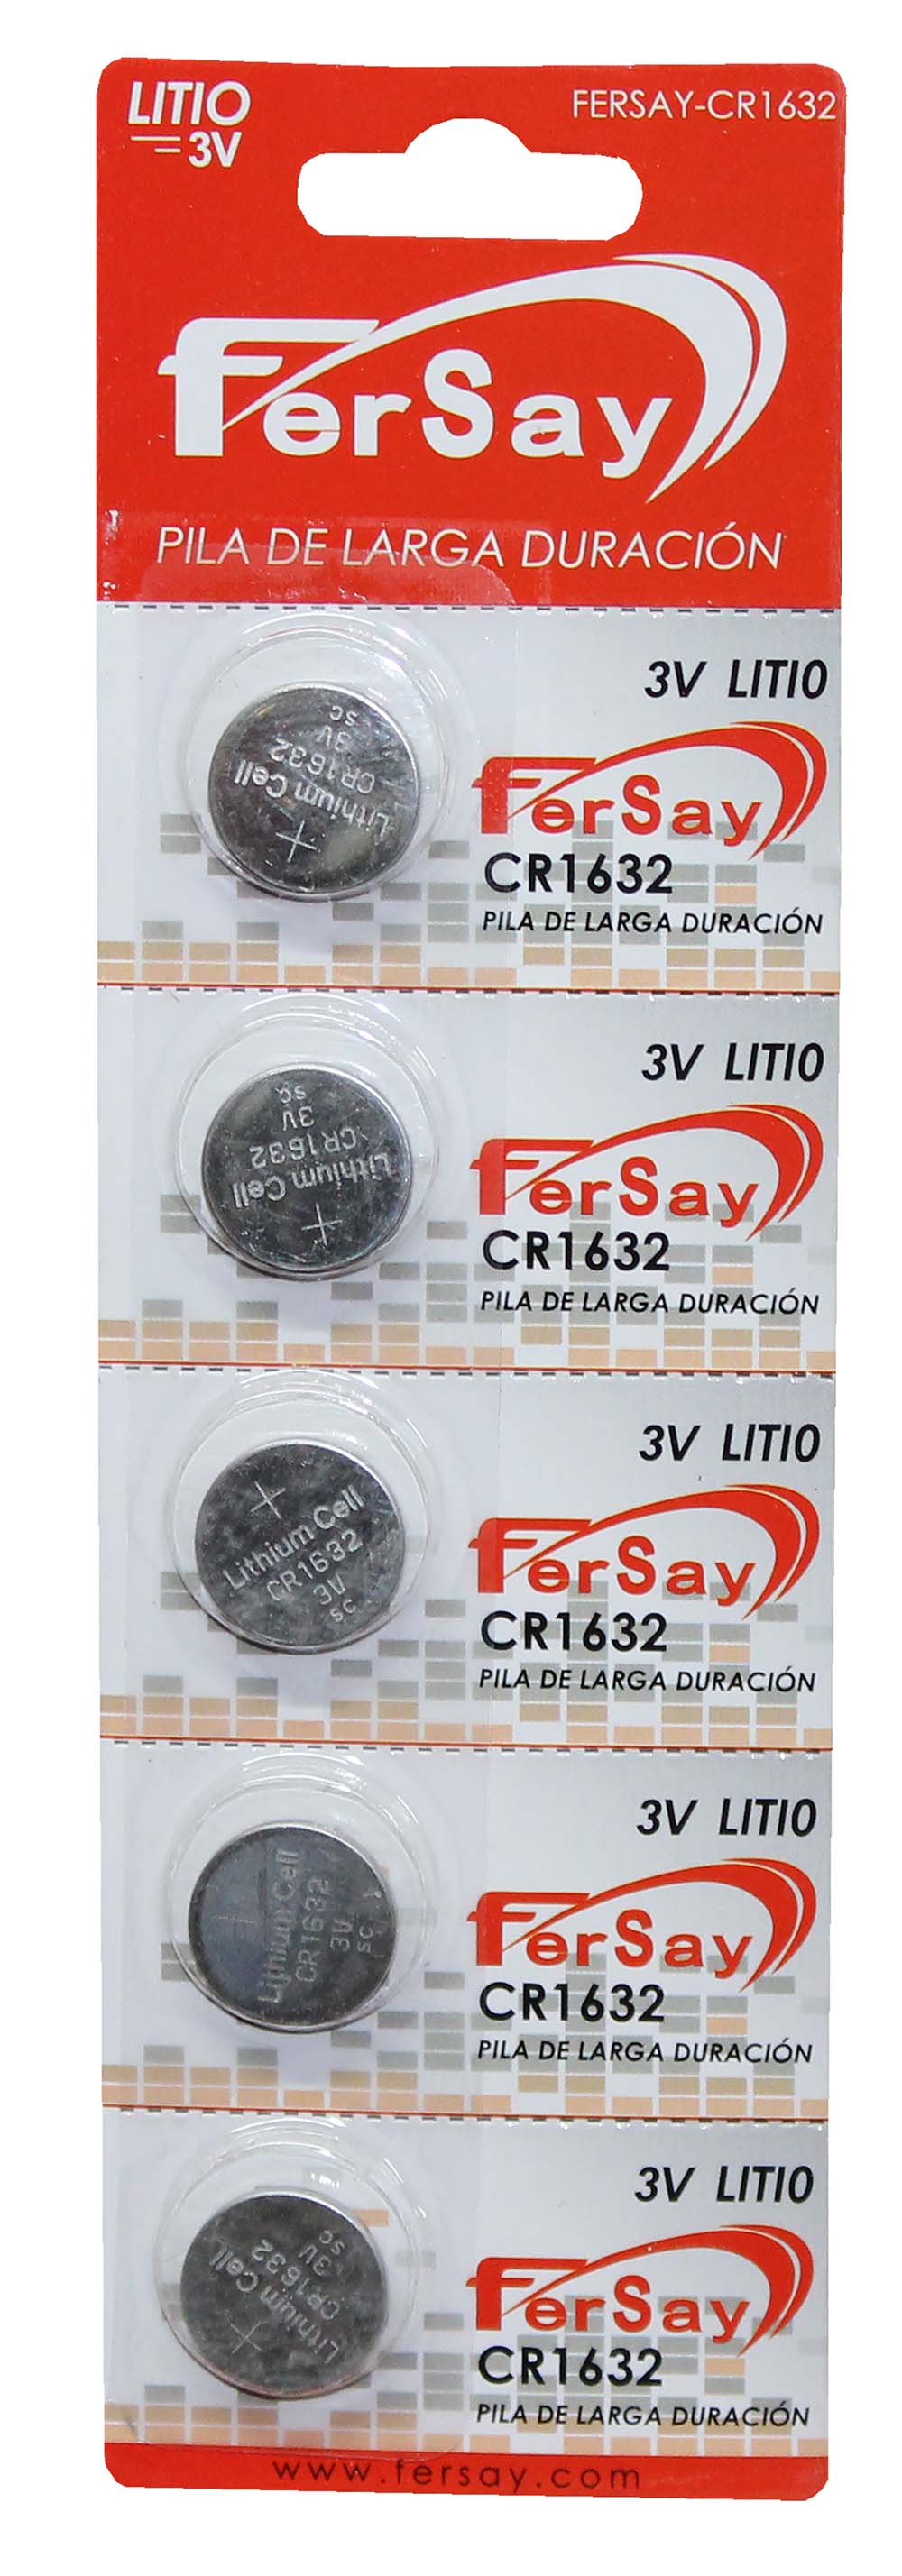 LITIO
3V
FERSAY-CR1632
FerSay
PILA DE LARGA DURACIÓN
SC
3V
CR1632
Lithium Cell
+
3V LITIO
FerSay
CR1632
PILA DE LARGA DURACIÓN
SC
3V
CR1632
Lithium Cell
+
3V LITIO
FerSay
CR1632
PILA DE LARGA DURACIÓN
+
Lithium Cell
CR1632
3V
SC
3V LITIO
FerSay
CR1632
PILA DE LARGA DURACIÓN
+
Lithium Cell
CR1632
3V
SC
3V LITIO
FerSay
CR1632
PILA DE LARGA DURACIÓN
SC
3V
CR1632
Lithium Cell
+
3V LITIO
FerSay
CR1632
PILA DE LARGA DURACIÓN
www.fersay.com